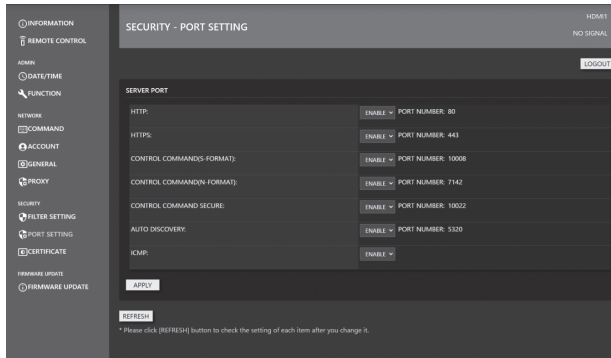 INFORMATION
REMOTE CONTROL
ADMIN
DATE/TIME
FUNCTION
NETWORK
COMMAND
ACCOUNT
GENERAL
PROXY
SECURITY
FILTER SETTING
PORT SETTING
CERTIFICATE
FIRMWARE UPDATE
FIRMWARE UPDATE
SECURITY - PORT SETTING
HDMI1
NO SIGNAL
LOGOUT
SERVER PORT
HTTP: ENABLE PORT NUMBER: 80
HTTPS: ENABLE PORT NUMBER: 443
CONTROL COMMAND(S-FORMAT): ENABLE PORT NUMBER: 10008
CONTROL COMMAND(N-FORMAT): ENABLE PORT NUMBER: 7142
CONTROL COMMAND SECURE: ENABLE PORT NUMBER: 10022
AUTO DISCOVERY: ENABLE PORT NUMBER: 5320
ICMP: ENABLE
APPLY
REFRESH
* Please click [REFRESH] button to check the setting of each item after you change it.